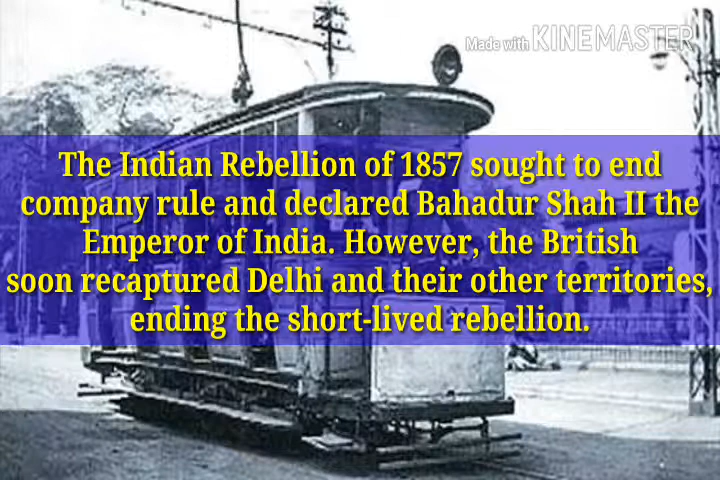 Made with KINEMASTER
The Indian Rebellion of 1857 sought to end
company rule and declared Bahadur Shah II the
Emperor of India. However, the British
soon recaptured Delhi and their other territories,
ending the short-lived rebellion.